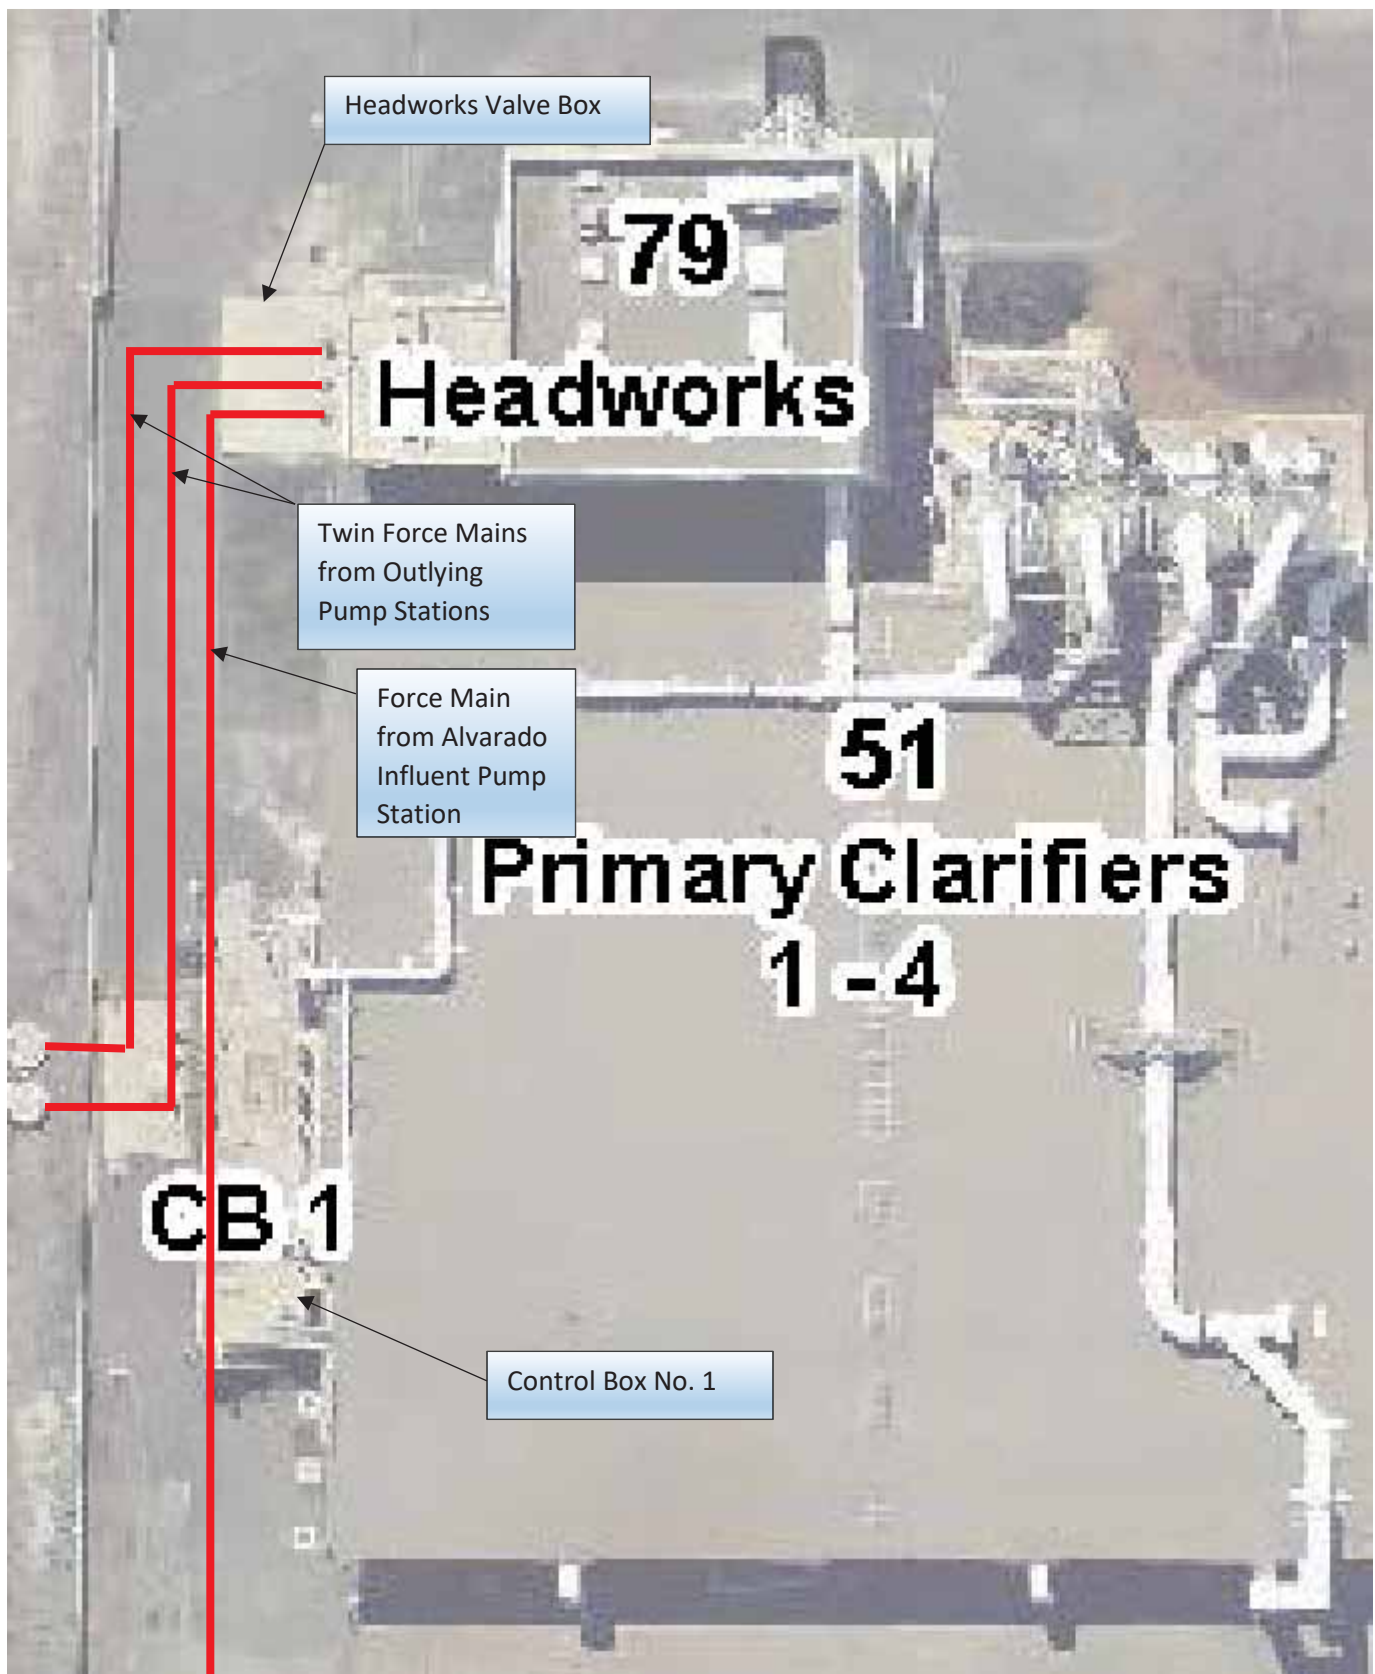 Headworks Valve Box
79
Headworks
Twin Force Mains
from Outlying
Pump Stations
Force Main
from Alvarado
Influent Pump
Station
51
Primary Clarifiers
1 - 4
CB 1
Control Box No. 1